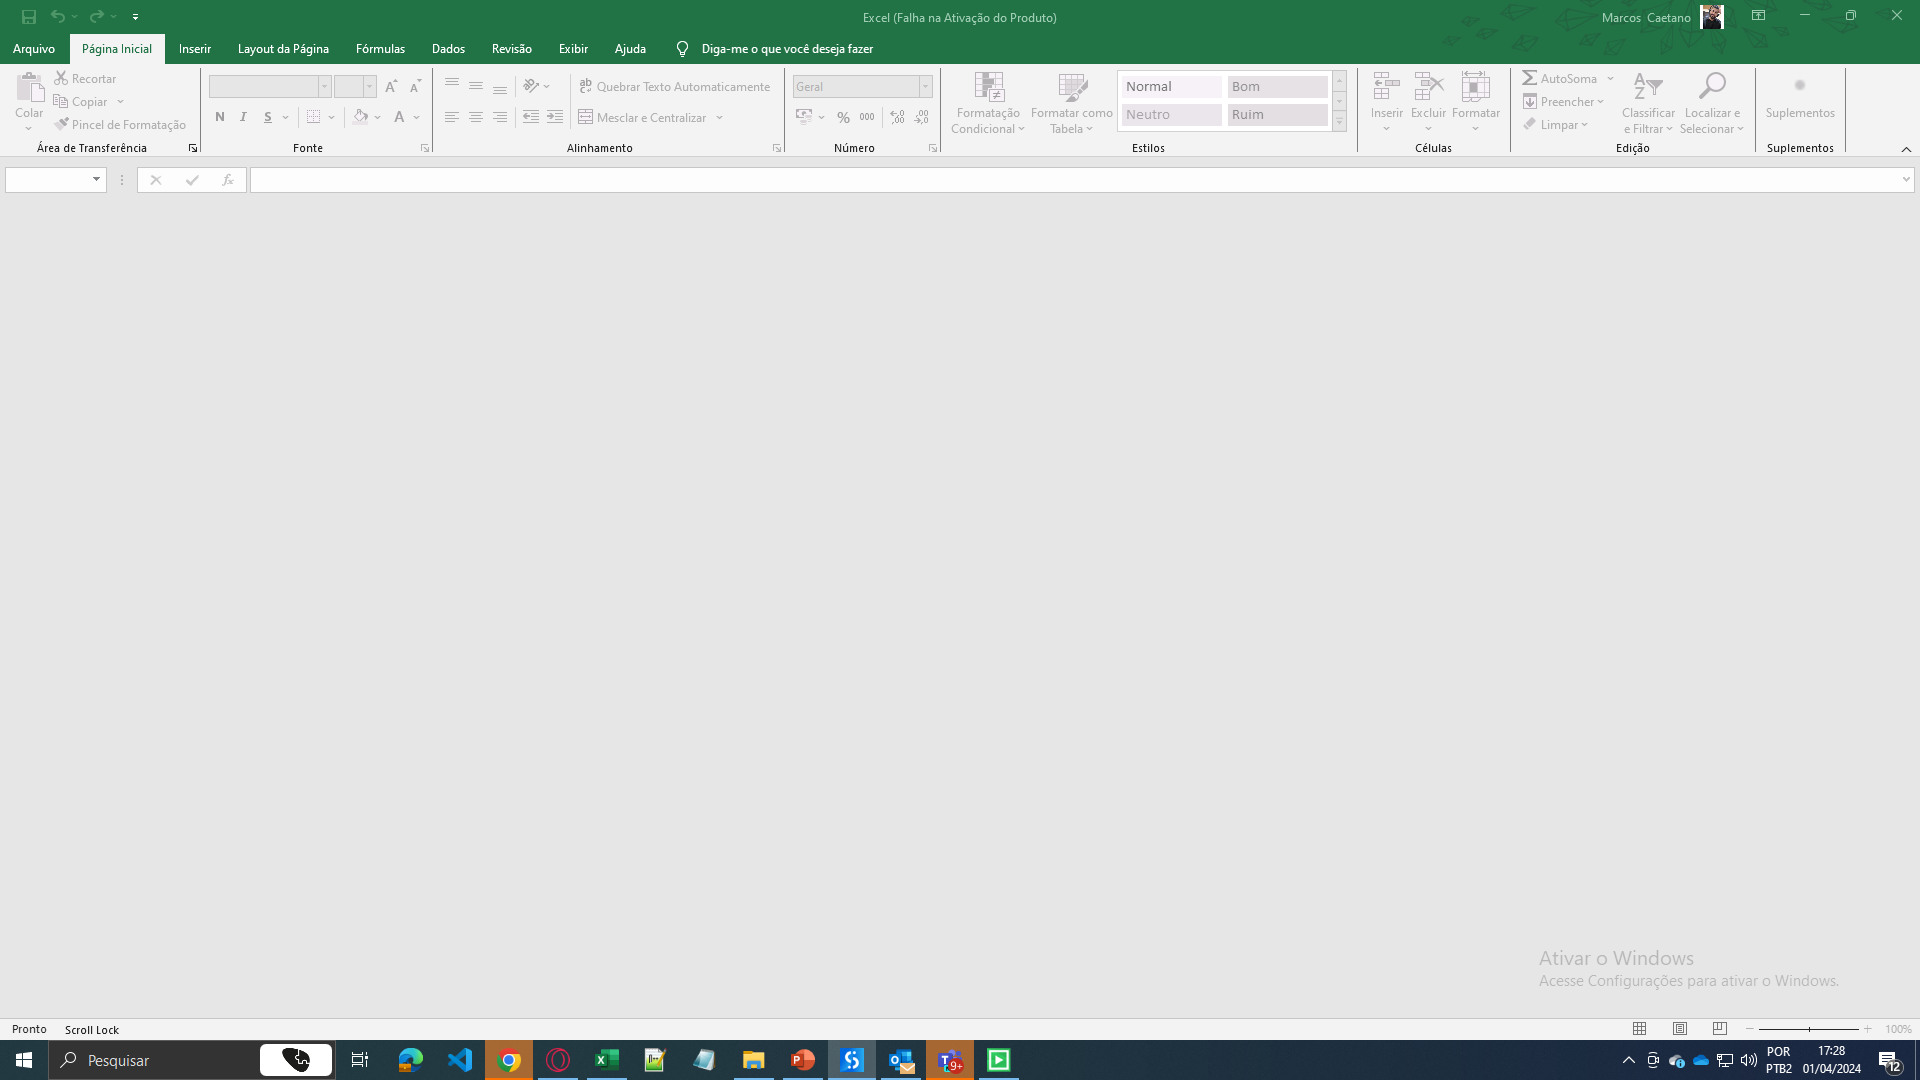 Excel (Falha na Ativação do Produto)
Marcos Caetano
Arquivo
Página Inicial
Inserir
Layout da Página
Fórmulas
Dados
Revisão
Exibir
Ajuda
Diga-me o que você deseja fazer
Colar
Recortar
Copiar
Pincel de Formatação
Área de Transferência
N I S
A
Fonte
Quebrar Texto Automaticamente
Mesclar e Centralizar
Alinhamento
Geral
% 000
Número
Formatação
Condicional
Formatar como
Tabela
Normal
Bom
Neutro
Ruim
Estilos
Inserir
Excluir
Formatar
Células
AutoSoma
Preencher
Limpar
Classificar
e Filtrar
Localizar e
Selecionar
Edição
Suplementos
Suplementos
fx
Ativar o Windows
Acesse Configurações para ativar o Windows.
Pronto
Scroll Lock
100%
Pesquisar
9+
POR
PTB2
17:28
01/04/2024
12